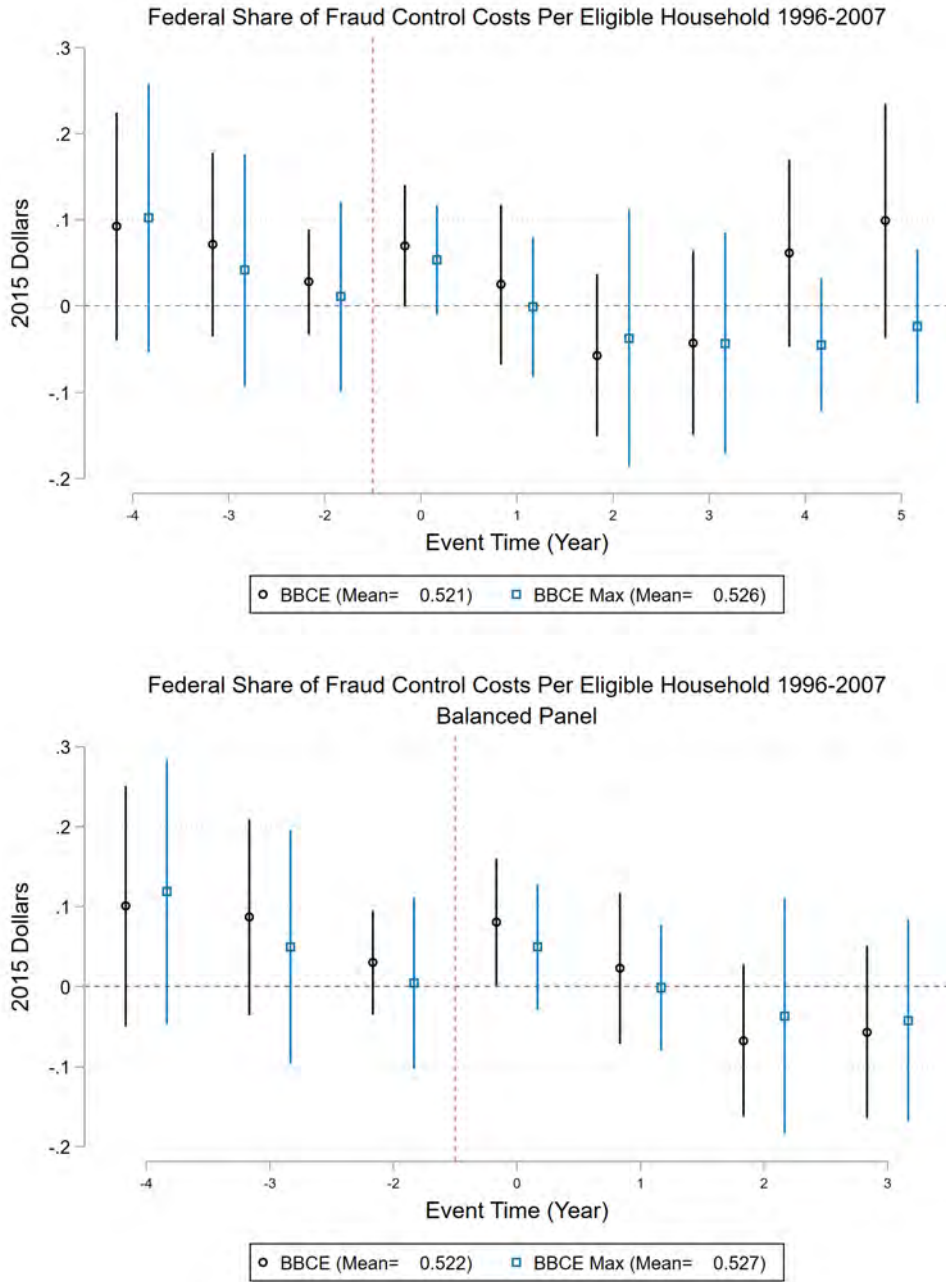 Federal Share of Fraud Control Costs Per Eligible Household 1996-2007
.3
.2
.1
0
-.1
-.2
2015 Dollars
-4 -3 -2 0 1 2 3 4 5
Event Time (Year)
BBCE (Mean= 0.521) BBCE Max (Mean= 0.526)
Federal Share of Fraud Control Costs Per Eligible Household 1996-2007
Balanced Panel
.3
.2
.1
0
-.1
-.2
2015 Dollars
-4 -3 -2 0 1 2 3
Event Time (Year)
BBCE (Mean= 0.522) BBCE Max (Mean= 0.527)